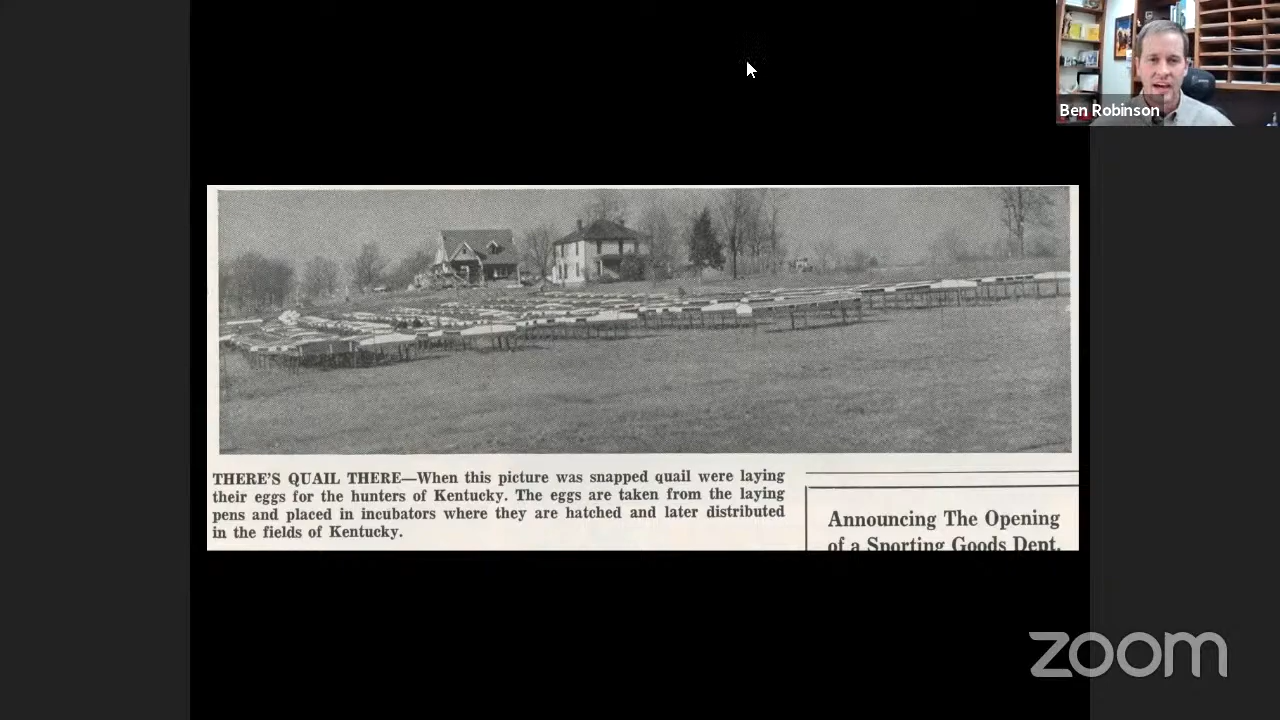 Ben Robinson
THERE'S QUAIL THERE—When this picture was snapped quail were laying
their eggs for the hunters of Kentucky. The eggs are taken from the laying
pens and placed in incubators where they are hatched and later distributed
in the fields of Kentucky.
Announcing The Opening
of a Sporting Goods Dept.
zoom